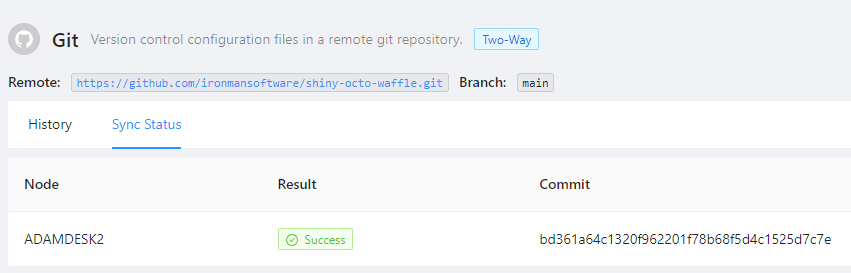 Git Version control configuration files in a remote git repository. Two-Way
Remote: https://github.com/ironmansoftware/shiny-octo-waffle.git Branch: main
History Sync Status
Node Result Commit
ADAMDESK2 Success bd361a64c1320f962201f78b68f5d4c1525d7c7e